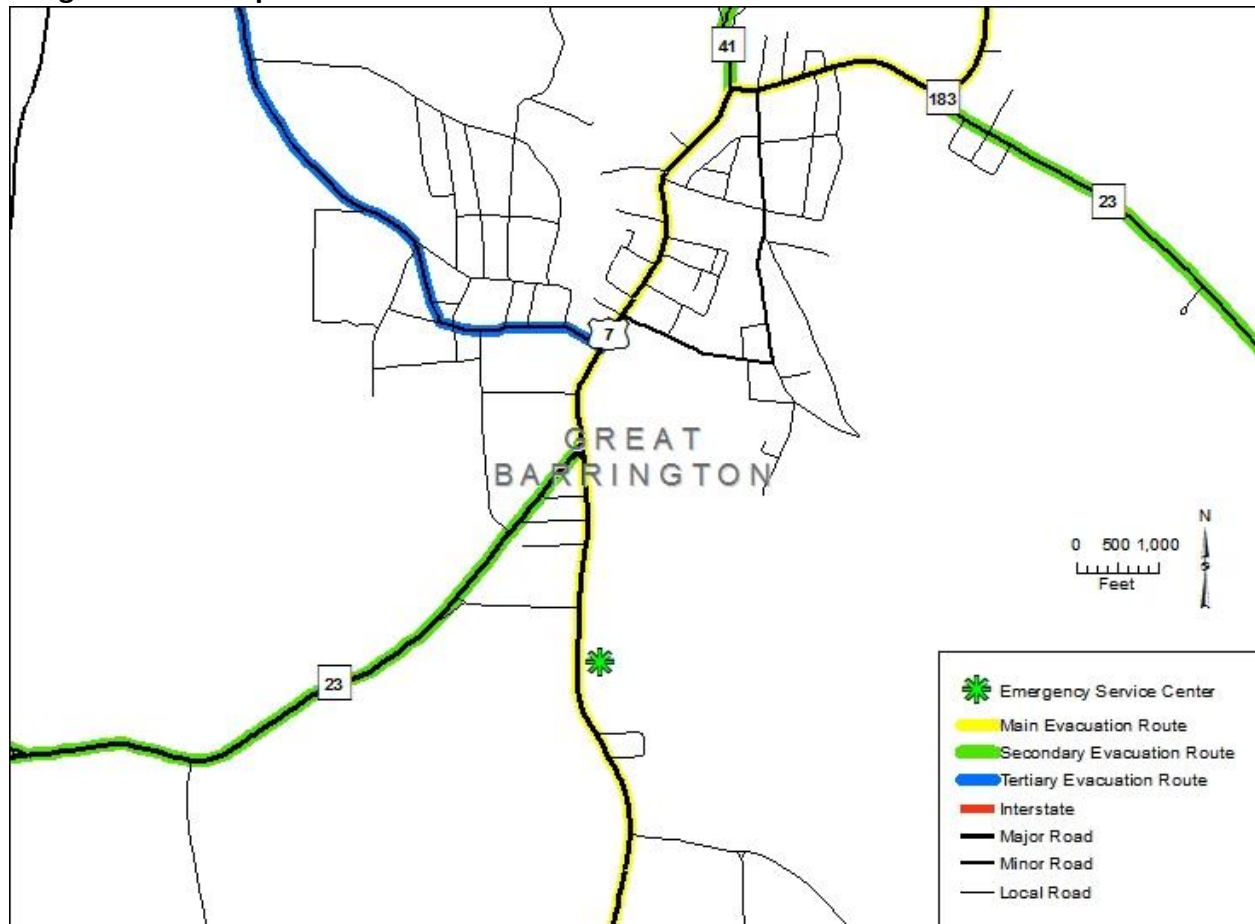 41
183
23
7
GREAT
BARRINGTON
N
0 500 1,000
Feet
23
Emergency Service Center
Main Evacuation Route
Secondary Evacuation Route
Tertiary Evacuation Route
Interstate
Major Road
Minor Road
Local Road